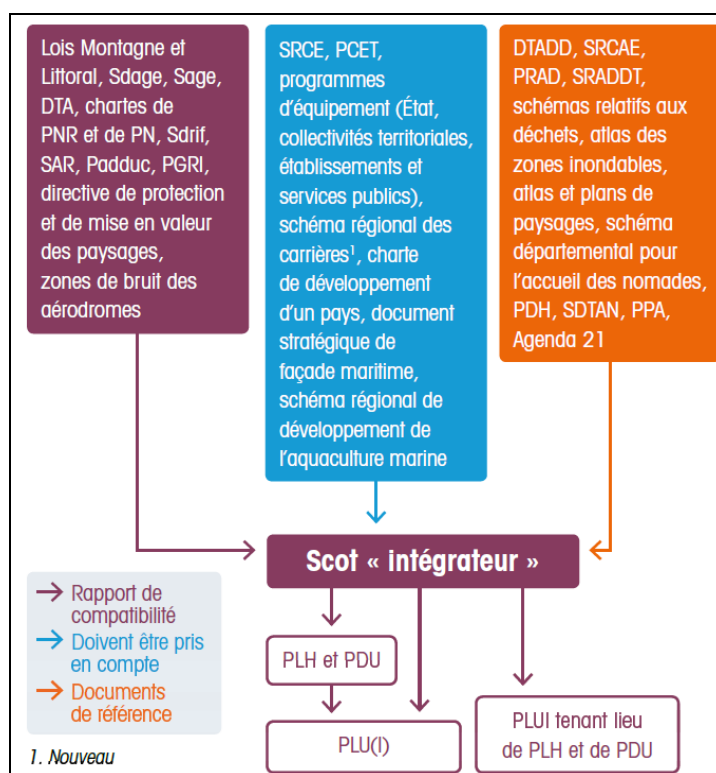 Lois Montagne et
Littoral, Sdage, Sage,
DTA, chartes de
PNR et de PN, Sdrif,
SAR, Padduc, PGRI,
directive de protection
et de mise en valeur
des paysages,
zones de bruit des
aérodromes
SRCE, PCET,
programmes
d'équipement (État,
collectivités territoriales,
établissements et
services publics),
schéma régional des
carrières¹, charte
de développement
d'un pays, document
stratégique de
façade maritime,
schéma régional de
développement de
l'aquaculture marine
DTADD, SRCAE,
PRAD, SRADDT,
schémas relatifs aux
déchets, atlas des
zones inondables,
atlas et plans de
paysages, schéma
départemental pour
l'accueil des nomades,
PDH, SDTAN, PPA,
Agenda 21
Scot « intégrateur »
PLH et PDU
PLU(I)
PLUI tenant lieu
de PLH et de PDU
→ Rapport de
compatibilité
→ Doivent être pris
en compte
→ Documents
de référence
1. Nouveau